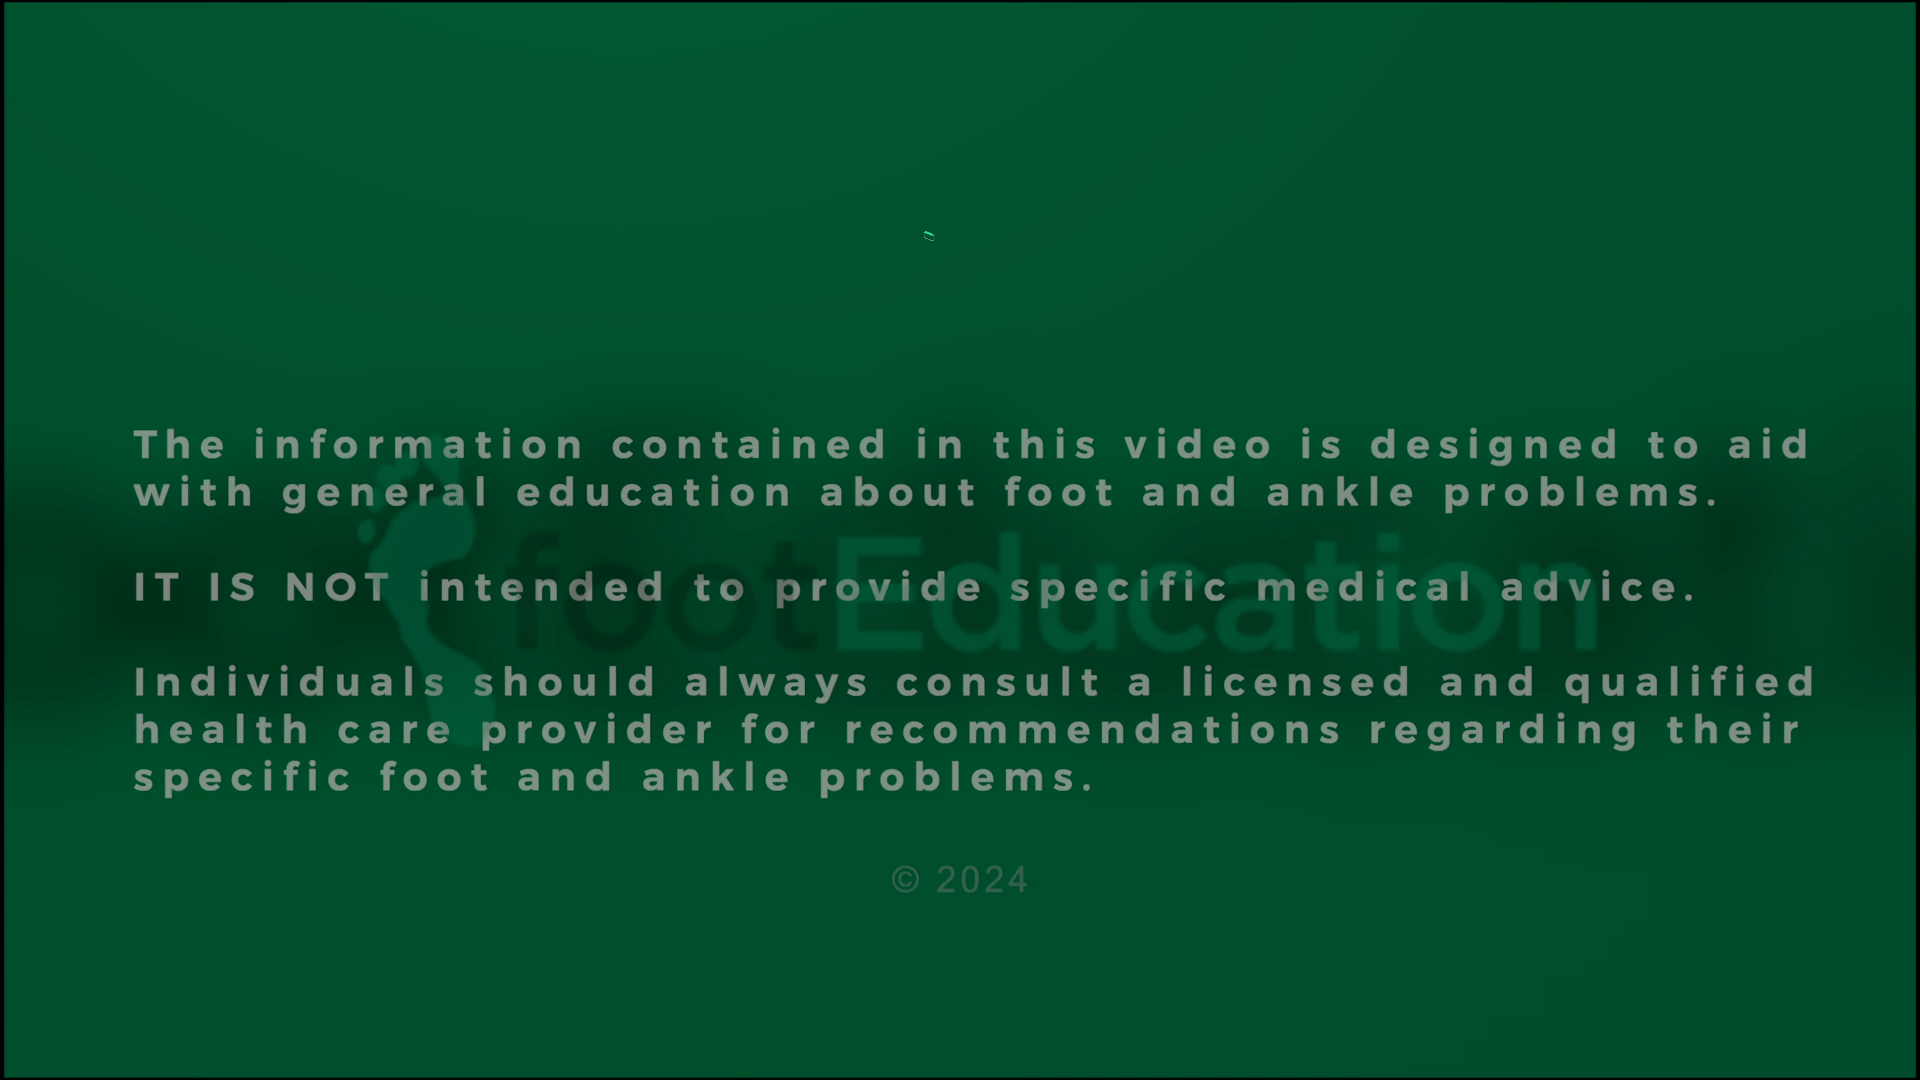 The information contained in this video is designed to aid
with general education about foot and ankle problems.
footEducation
IT IS NOT intended to provide specific medical advice.
Individuals should always consult a licensed and qualified
health care provider for recommendations regarding their
specific foot and ankle problems.
© 2024